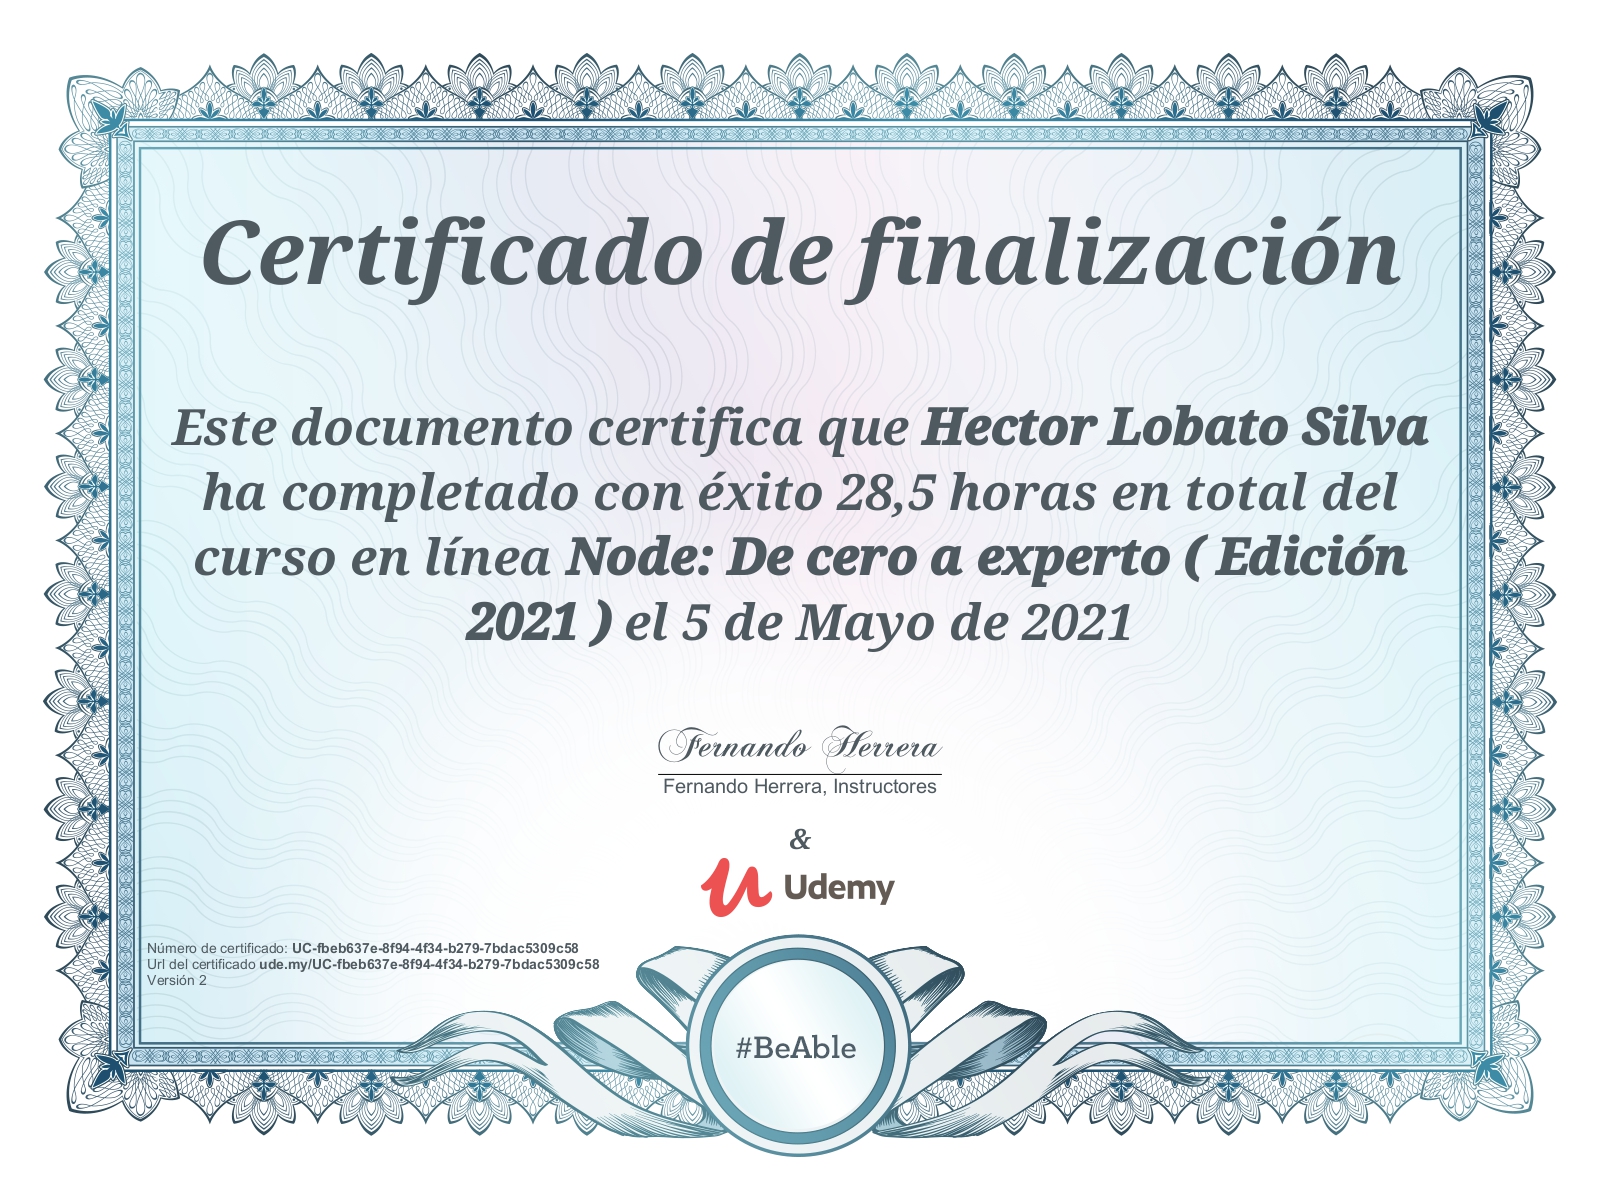 Certificado de finalización
Este documento certifica que Hector Lobato Silva
ha completado con éxito 28,5 horas en total del
curso en línea Node: De cero a experto ( Edición
2021 ) el 5 de Mayo de 2021
Fernando Herrera
Fernando Herrera, Instructores
&
Udemy
Número de certificado: UC-fbeb637e-8f94-4f34-b279-7bdac5309c58
Url del certificado ude.my/UC-fbeb637e-8f94-4f34-b279-7bdac5309c58
Versión 2
#BeAble